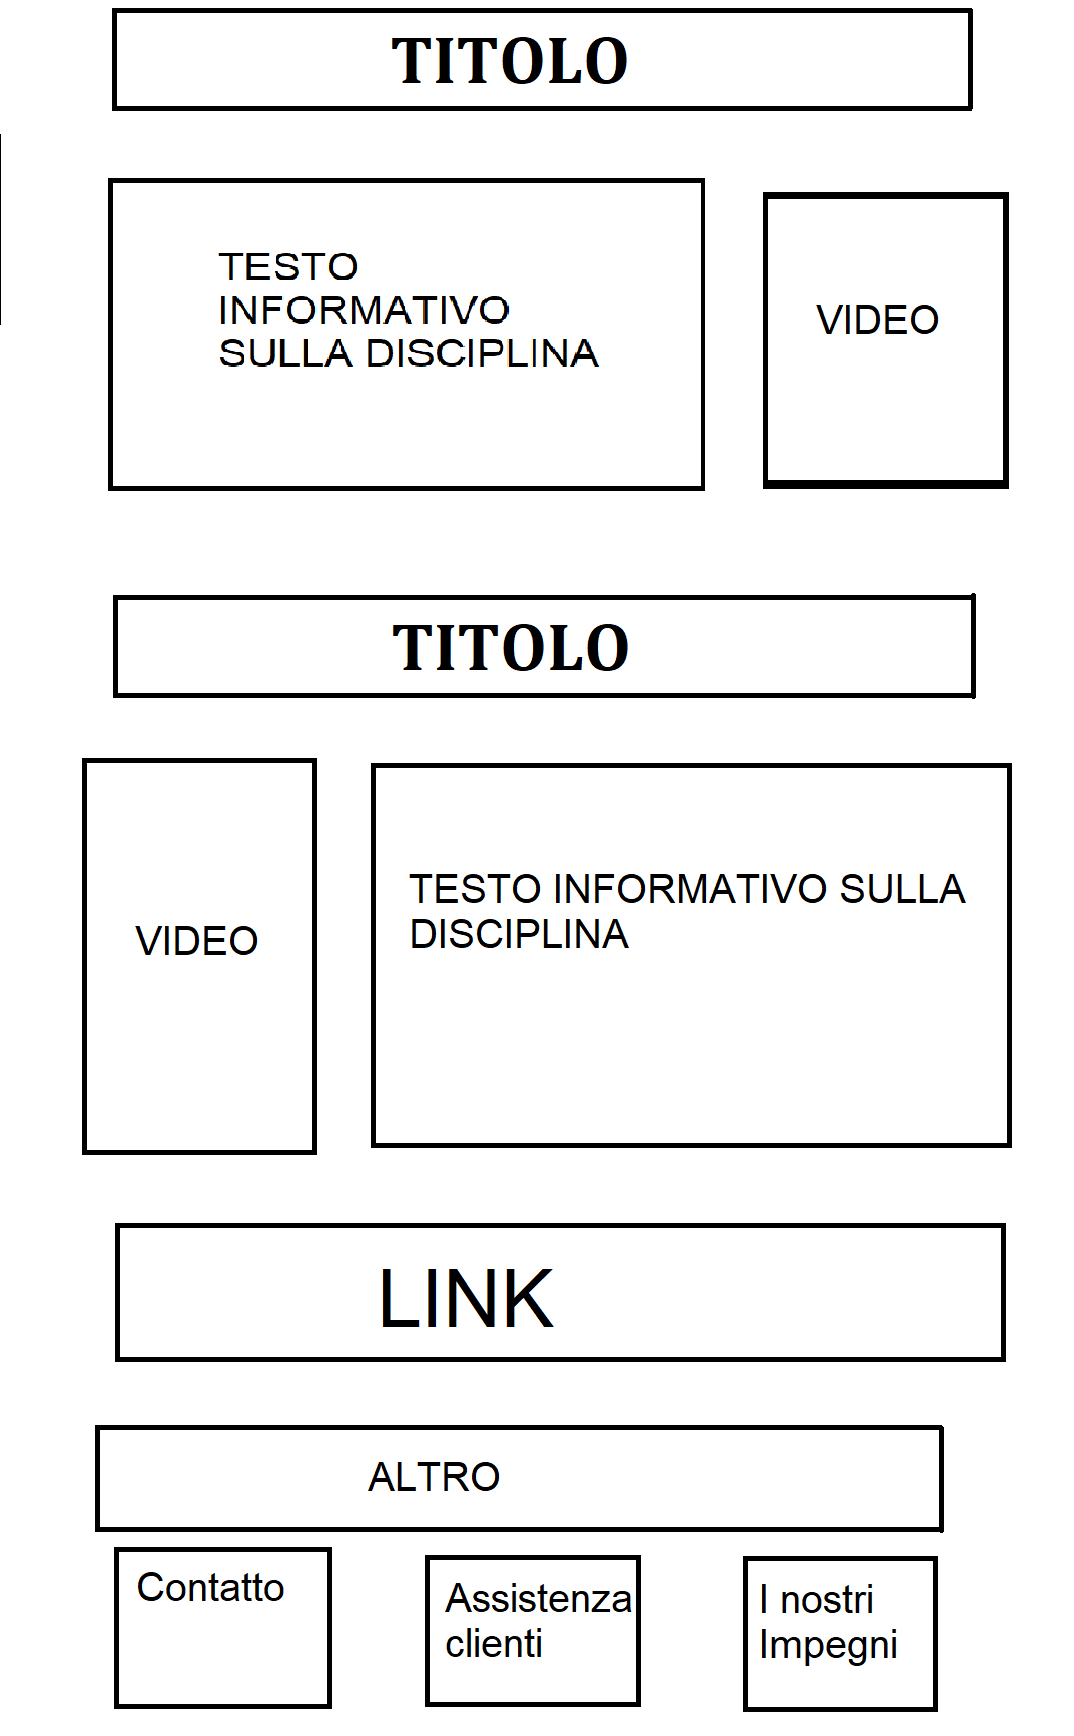 TITOLO
TESTO
INFORMATIVO
SULLA DISCIPLINA
VIDEO
TITOLO
VIDEO
TESTO INFORMATIVO SULLA
DISCIPLINA
LINK
ALTRO
Contatto
Assistenza
clienti
I nostri
Impegni